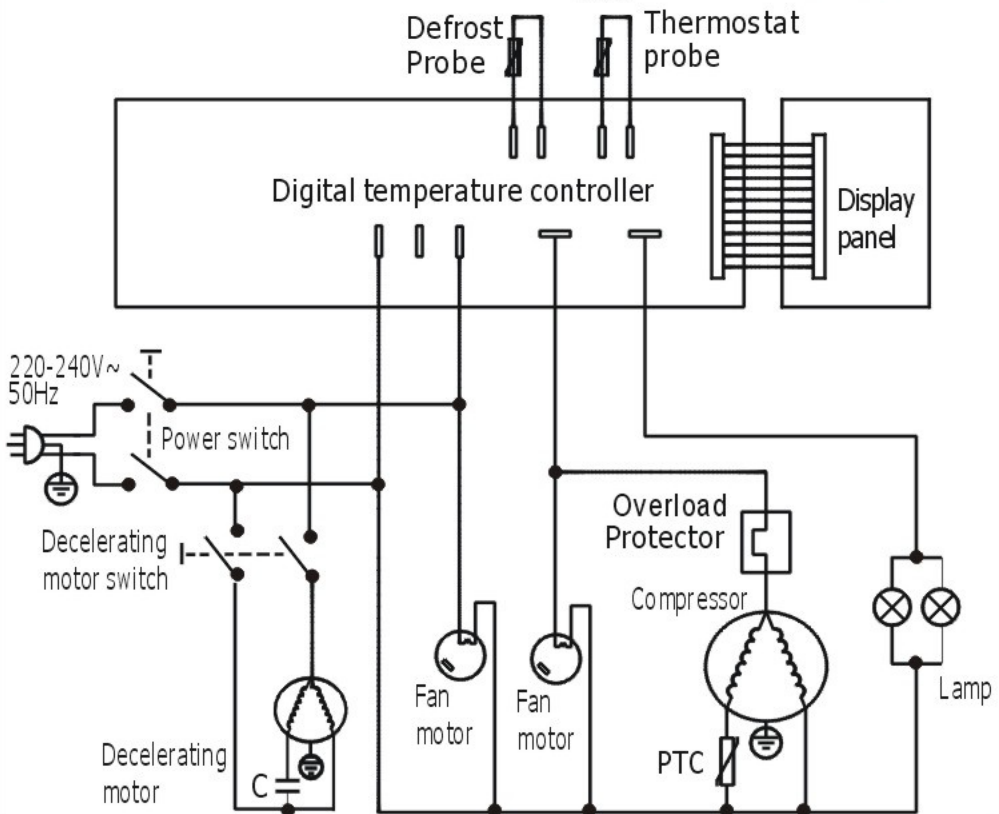 Defrost
Probe
Thermostat
probe
Digital temperature controller
Display
panel
220-240V~
50Hz
Power switch
Decelerating
motor switch
Overload
Protector
Compressor
Fan
motor
Fan
motor
Lamp
PTC
Decelerating
motor
C